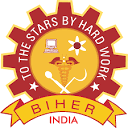 TO THE STARS BY HARD WORK
BIHER
INDIA